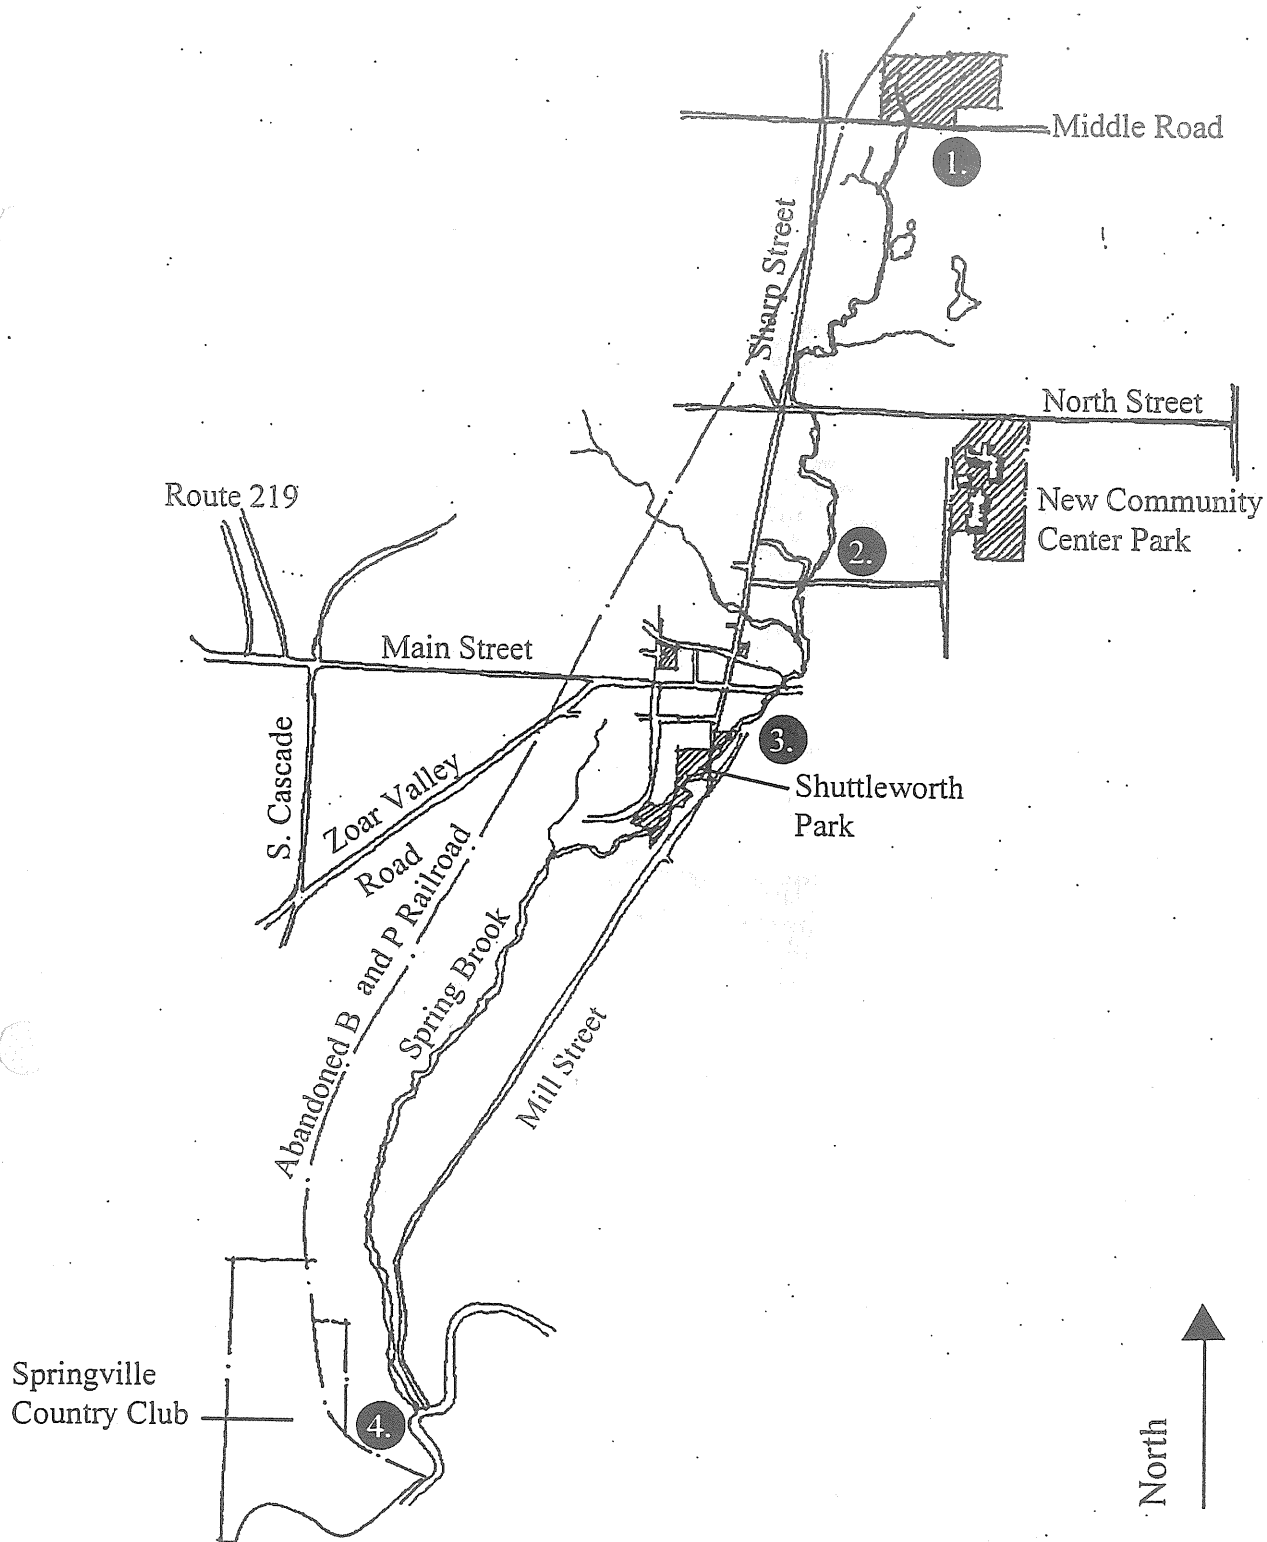 Middle Road
1.
Sharp Street
North Street
Route 219
New Community
Center Park
2.
Main Street
S. Cascade
3.
Zoar Valley
Road
Shuttleworth
Park
Abandoned B and P Railroad
Spring Brook
Mill Street
Springville
Country Club
4.
North